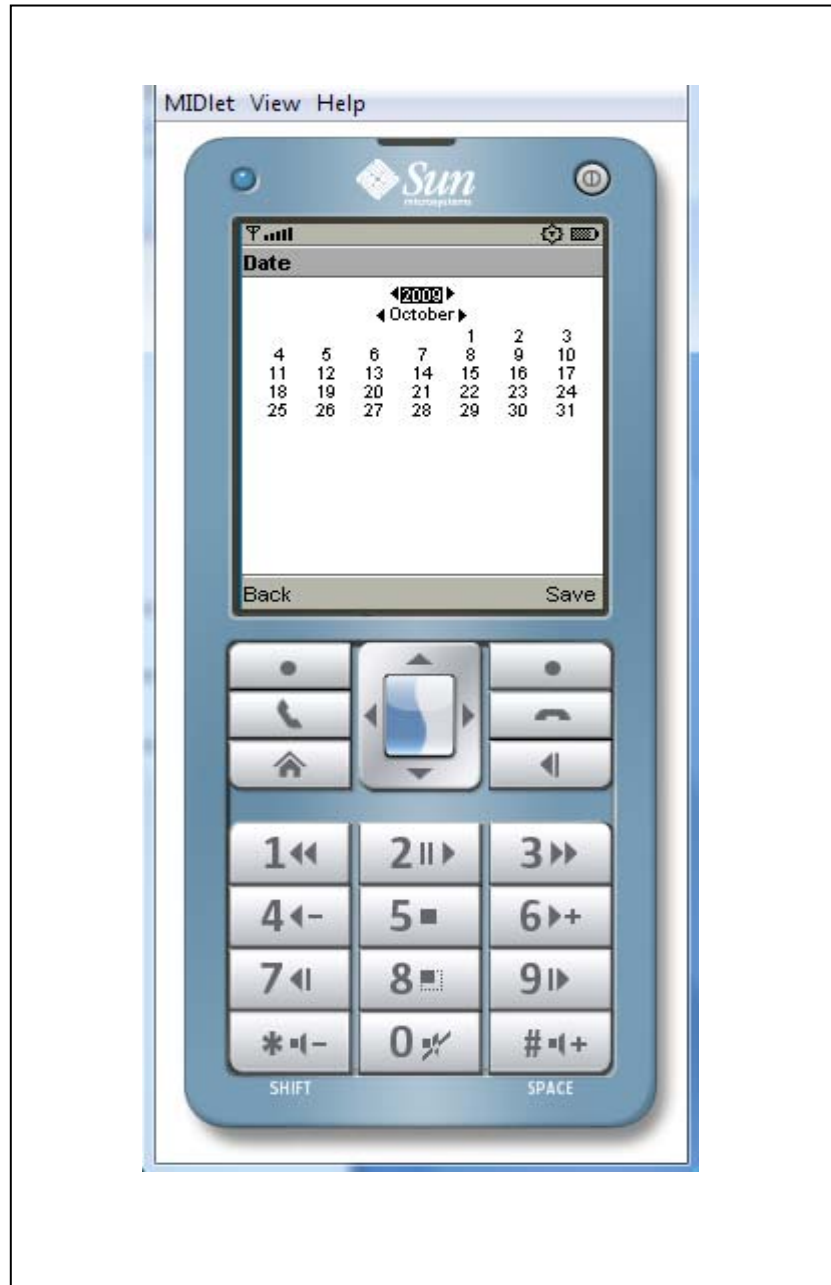 MIDlet View Help
Sun
microsystems
Date
2009
October
1 2 3
4 5 6 7 8 9 10
11 12 13 14 15 16 17
18 19 20 21 22 23 24
25 26 27 28 29 30 31
Back Save
1 2 3
4 - 5 6 +
7 8 9
* - 0 # +
SHIFT SPACE